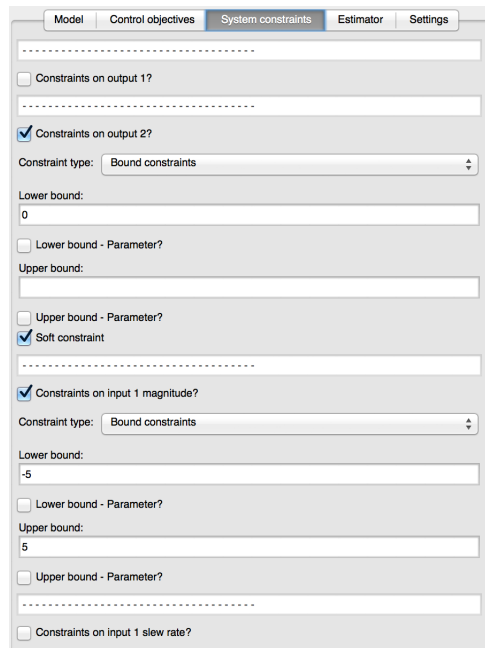 Model Control objectives System constraints Estimator Settings
- - - - - - - - - - - - - - - - - - - - - - - - - - - - - - - - - - -
Constraints on output 1?
- - - - - - - - - - - - - - - - - - - - - - - - - - - - - - - - - - -
Constraints on output 2?
Constraint type: Bound constraints
Lower bound:
0
Lower bound - Parameter?
Upper bound:
Upper bound - Parameter?
Soft constraint
- - - - - - - - - - - - - - - - - - - - - - - - - - - - - - - - - - -
Constraints on input 1 magnitude?
Constraint type: Bound constraints
Lower bound:
-5
Lower bound - Parameter?
Upper bound:
5
Upper bound - Parameter?
- - - - - - - - - - - - - - - - - - - - - - - - - - - - - - - - - - -
Constraints on input 1 slew rate?